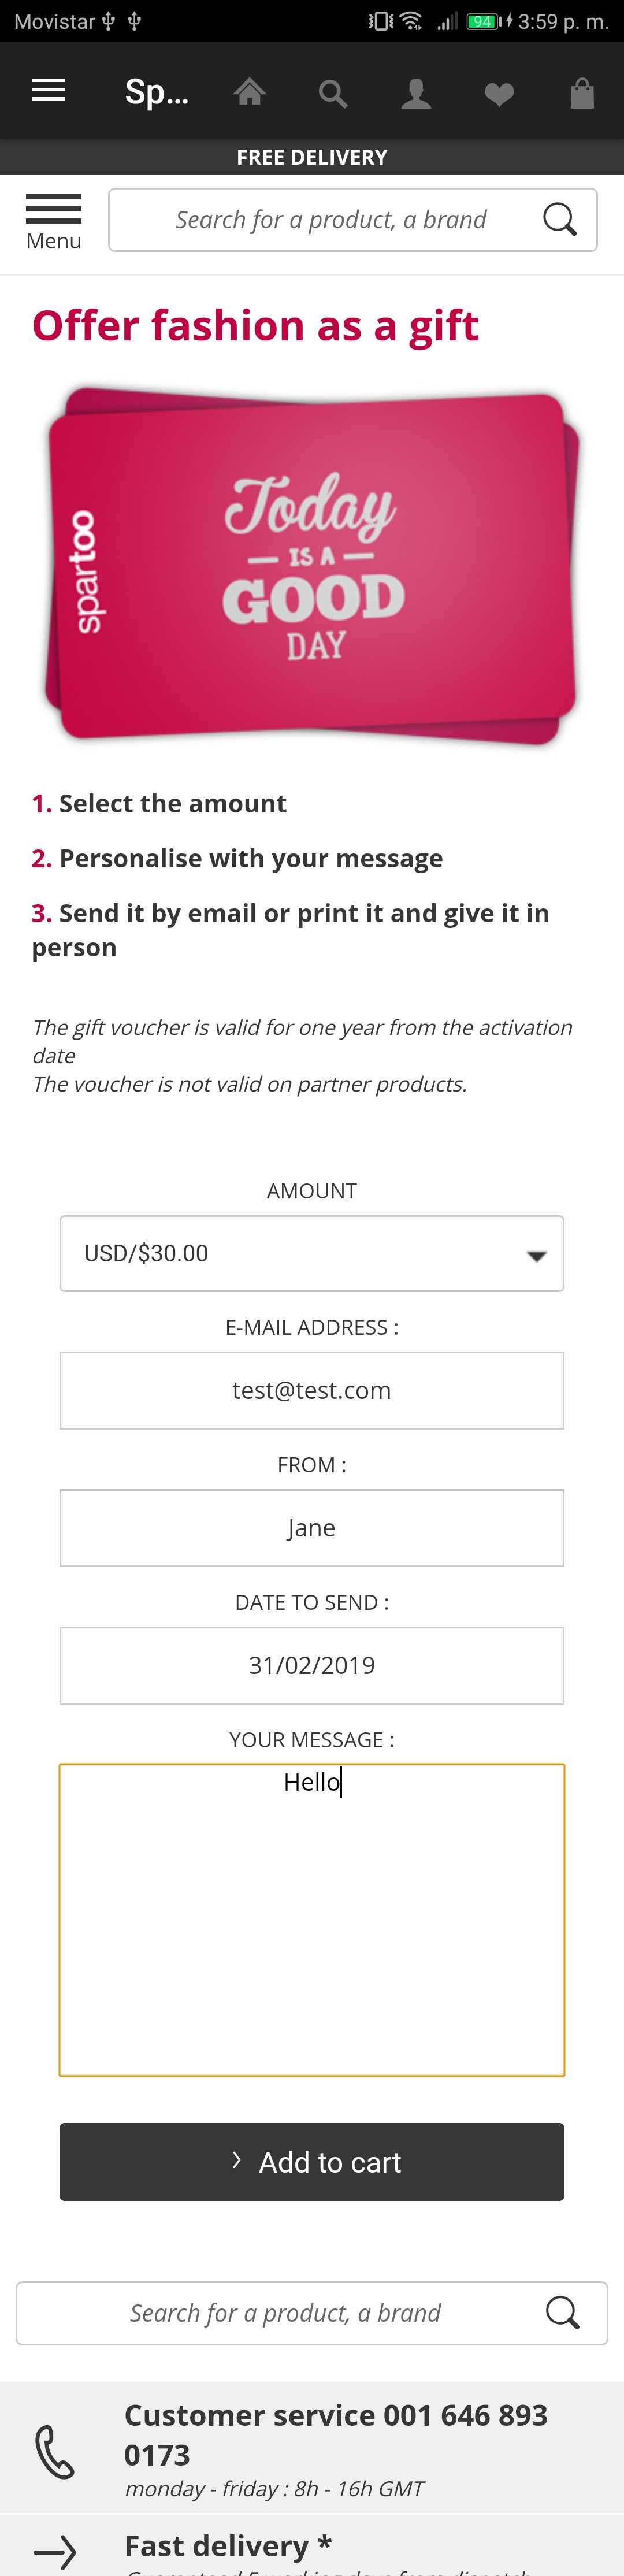 Movistar 94 3:59 p. m.
Sp...
FREE DELIVERY
Menu
Search for a product, a brand
Offer fashion as a gift
spartoo
Today
IS A
GOOD
DAY
1. Select the amount
2. Personalise with your message
3. Send it by email or print it and give it in
person
The gift voucher is valid for one year from the activation
date
The voucher is not valid on partner products.
AMOUNT
USD/$30.00
E-MAIL ADDRESS :
test@test.com
FROM :
Jane
DATE TO SEND :
31/02/2019
YOUR MESSAGE :
Hello
› Add to cart
Search for a product, a brand
Customer service 001 646 893
0173
monday - friday : 8h - 16h GMT
Fast delivery *